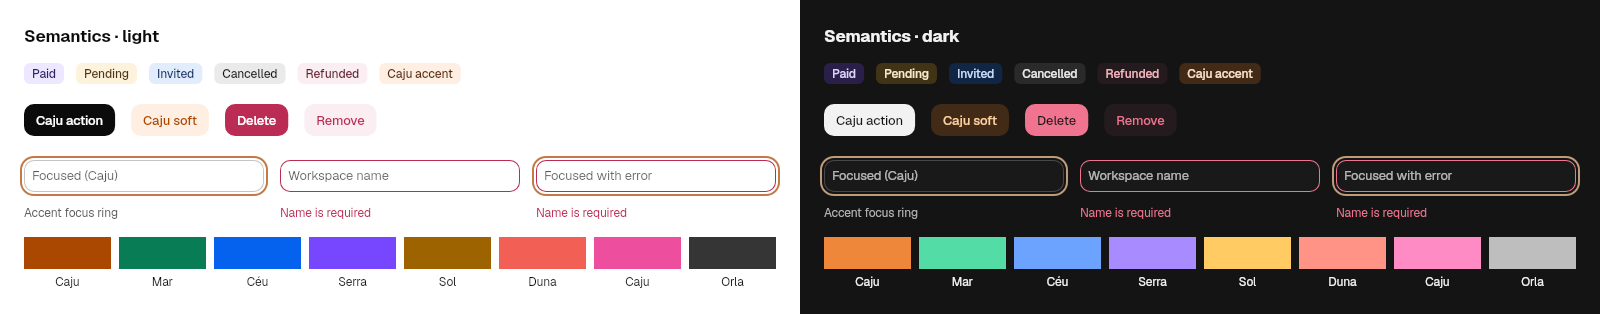 Semantics · light
Paid Pending Invited Cancelled Refunded Caju accent
Caju action Caju soft Delete Remove
Focused (Caju) Workspace name Focused with error
Accent focus ring Name is required Name is required
Caju Mar Céu Serra Sol Duna Caju Orla
Semantics · dark
Paid Pending Invited Cancelled Refunded Caju accent
Caju action Caju soft Delete Remove
Focused (Caju) Workspace name Focused with error
Accent focus ring Name is required Name is required
Caju Mar Céu Serra Sol Duna Caju Orla